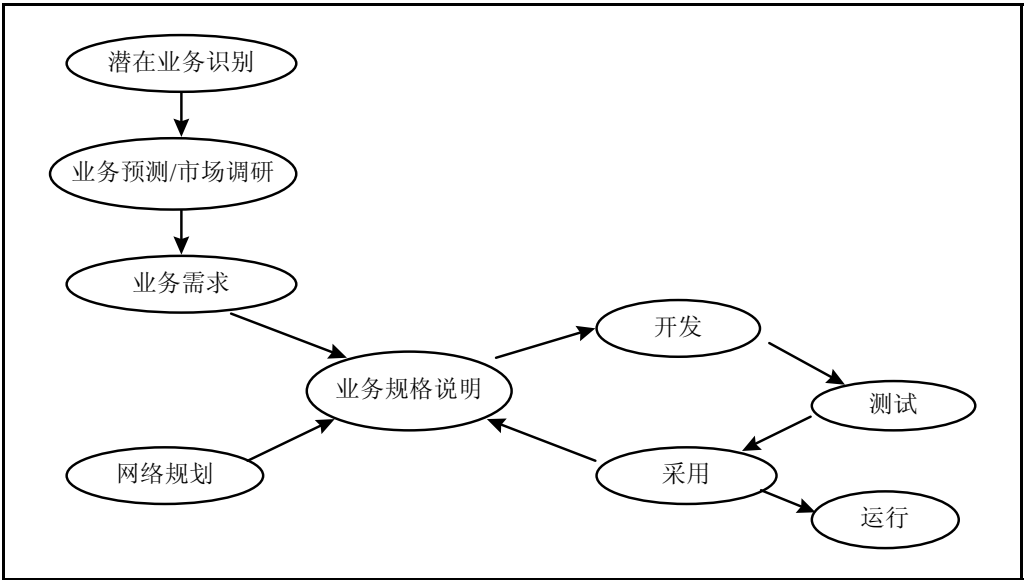 潜在业务识别
业务预测/市场调研
业务需求
开发
业务规格说明
测试
网络规划
采用
运行